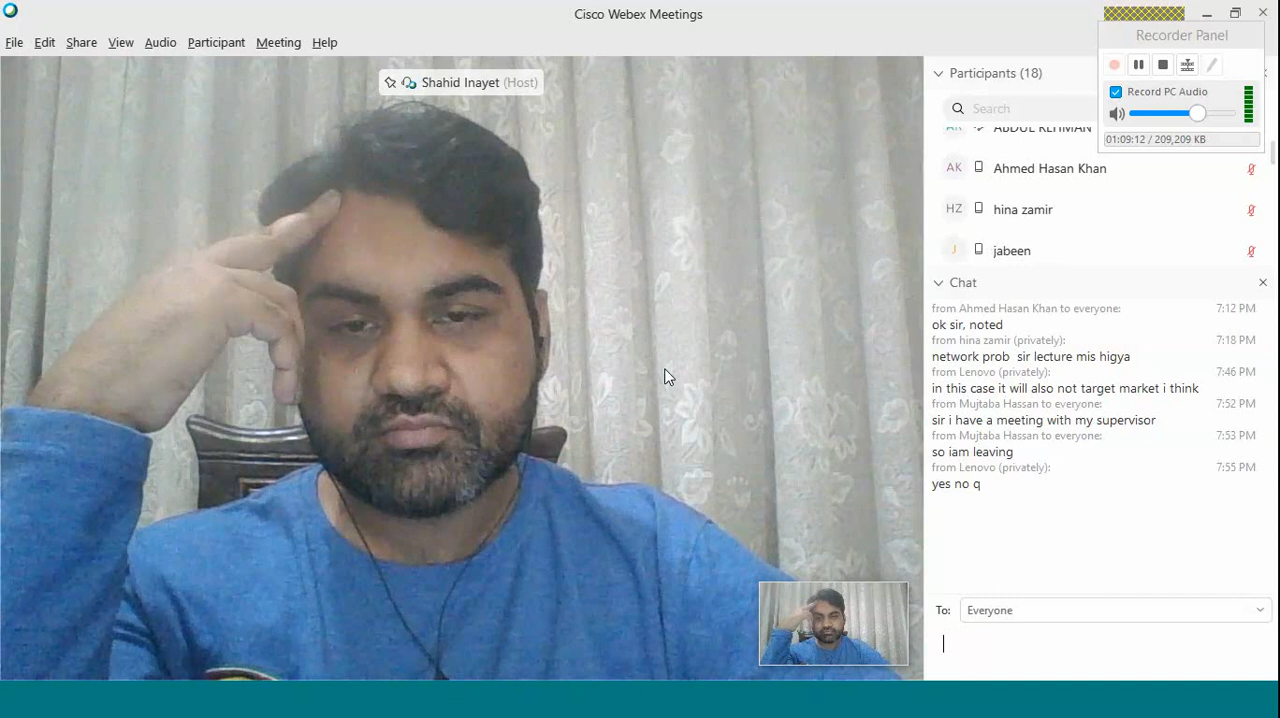 Cisco Webex Meetings
File Edit Share View Audio Participant Meeting Help
Recorder Panel
Record PC Audio
01:09:12 / 209,209 KB
Shahid Inayet (Host)
Participants (18)
Search
AR ABDUL REHMAN
AK Ahmed Hasan Khan
HZ hina zamir
J jabeen
Chat
from Ahmed Hasan Khan to everyone: 7:12 PM
ok sir, noted
from hina zamir (privately): 7:18 PM
network prob sir lecture mis higya
from Lenovo (privately): 7:46 PM
in this case it will also not target market i think
from Mujtaba Hassan to everyone: 7:52 PM
sir i have a meeting with my supervisor
from Mujtaba Hassan to everyone: 7:53 PM
so iam leaving
from Lenovo (privately): 7:55 PM
yes no q
To: Everyone